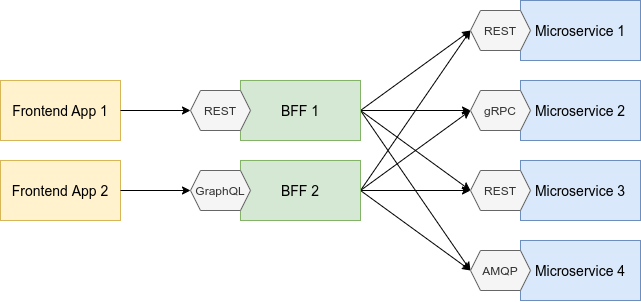 REST
Microservice 1
Frontend App 1
REST
BFF 1
gRPC
Microservice 2
Frontend App 2
GraphQL
BFF 2
REST
Microservice 3
AMQP
Microservice 4